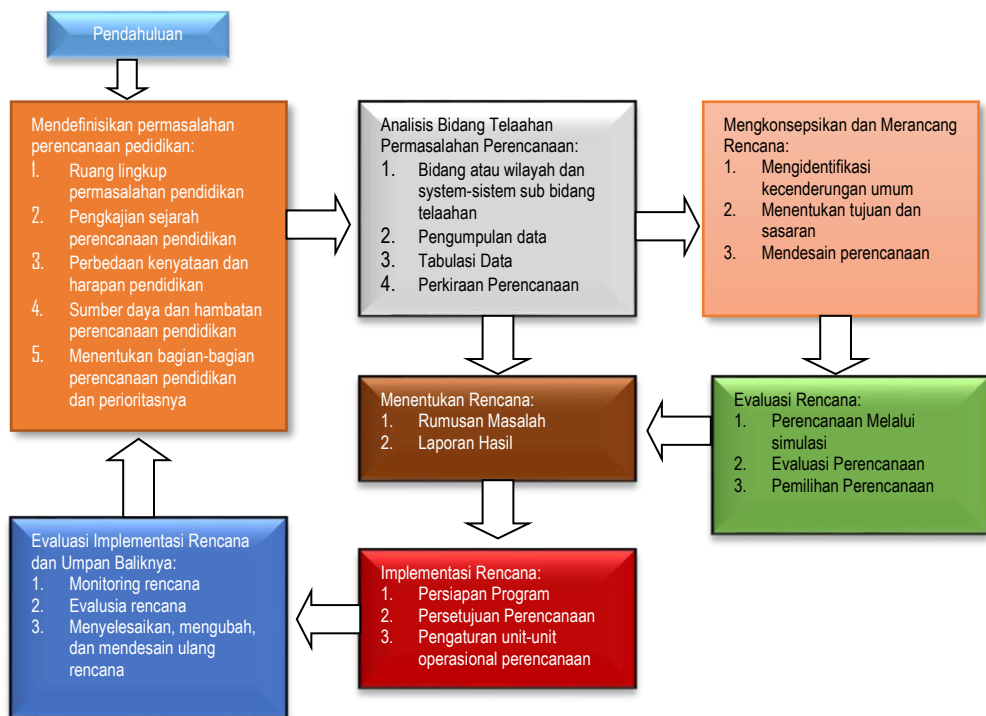 Pendahuluan
Mendefinisikan permasalahan
perencanaan pedidikan:
1. Ruang lingkup
permasalahan pendidikan
2. Pengkajian sejarah
perencanaan pendidikan
3. Perbedaan kenyataan dan
harapan pendidikan
4. Sumber daya dan hambatan
perencanaan pendidikan
5. Menentukan bagian-bagian
perencanaan pendidikan
dan perioritasnya
Analisis Bidang Telaahan
Permasalahan Perencanaan:
1. Bidang atau wilayah dan
system-sistem sub bidang
telaahan
2. Pengumpulan data
3. Tabulasi Data
4. Perkiraan Perencanaan
Mengkonsepsikan dan Merancang
Rencana:
1. Mengidentifikasi
kecenderungan umum
2. Menentukan tujuan dan
sasaran
3. Mendesain perencanaan
Evaluasi Rencana:
1. Perencanaan Melalui
simulasi
2. Evaluasi Perencanaan
3. Pemilihan Perencanaan
Menentukan Rencana:
1. Rumusan Masalah
2. Laporan Hasil
Implementasi Rencana:
1. Persiapan Program
2. Persetujuan Perencanaan
3. Pengaturan unit-unit
operasional perencanaan
Evaluasi Implementasi Rencana
dan Umpan Baliknya:
1. Monitoring rencana
2. Evalusia rencana
3. Menyelesaikan, mengubah,
dan mendesain ulang
rencana